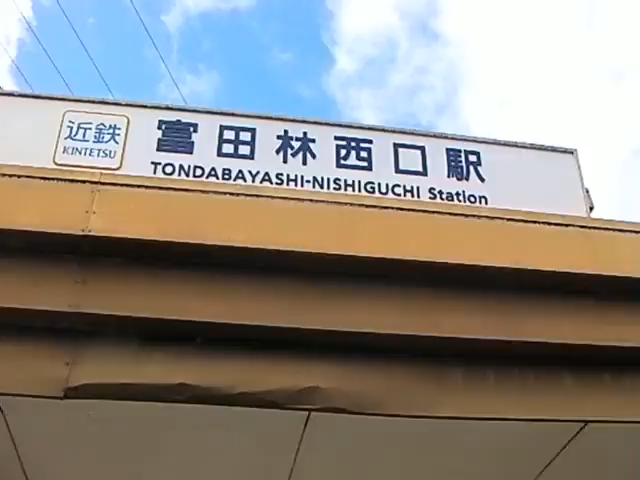 近鉄
KINTETSU
富田林西口駅
TONDABAYASHI-NISHIGUCHI Station